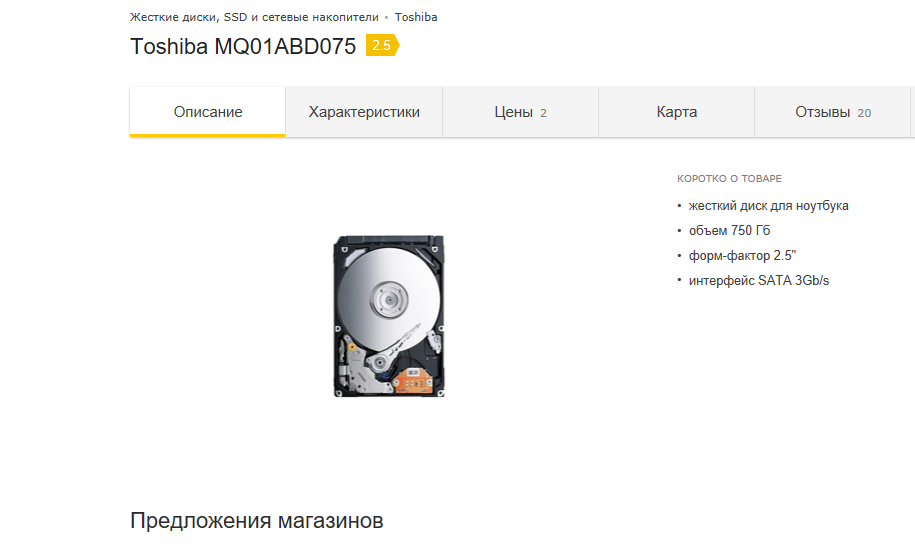 Жесткие диски, SSD и сетевые накопители • Toshiba
Toshiba MQ01ABD075 2.5
Описание Характеристики Цены 2 Карта Отзывы 20
КОРОТКО О ТОВАРЕ
• жесткий диск для ноутбука
• объем 750 Гб
• форм-фактор 2.5"
• интерфейс SATA 3Gb/s
Предложения магазинов